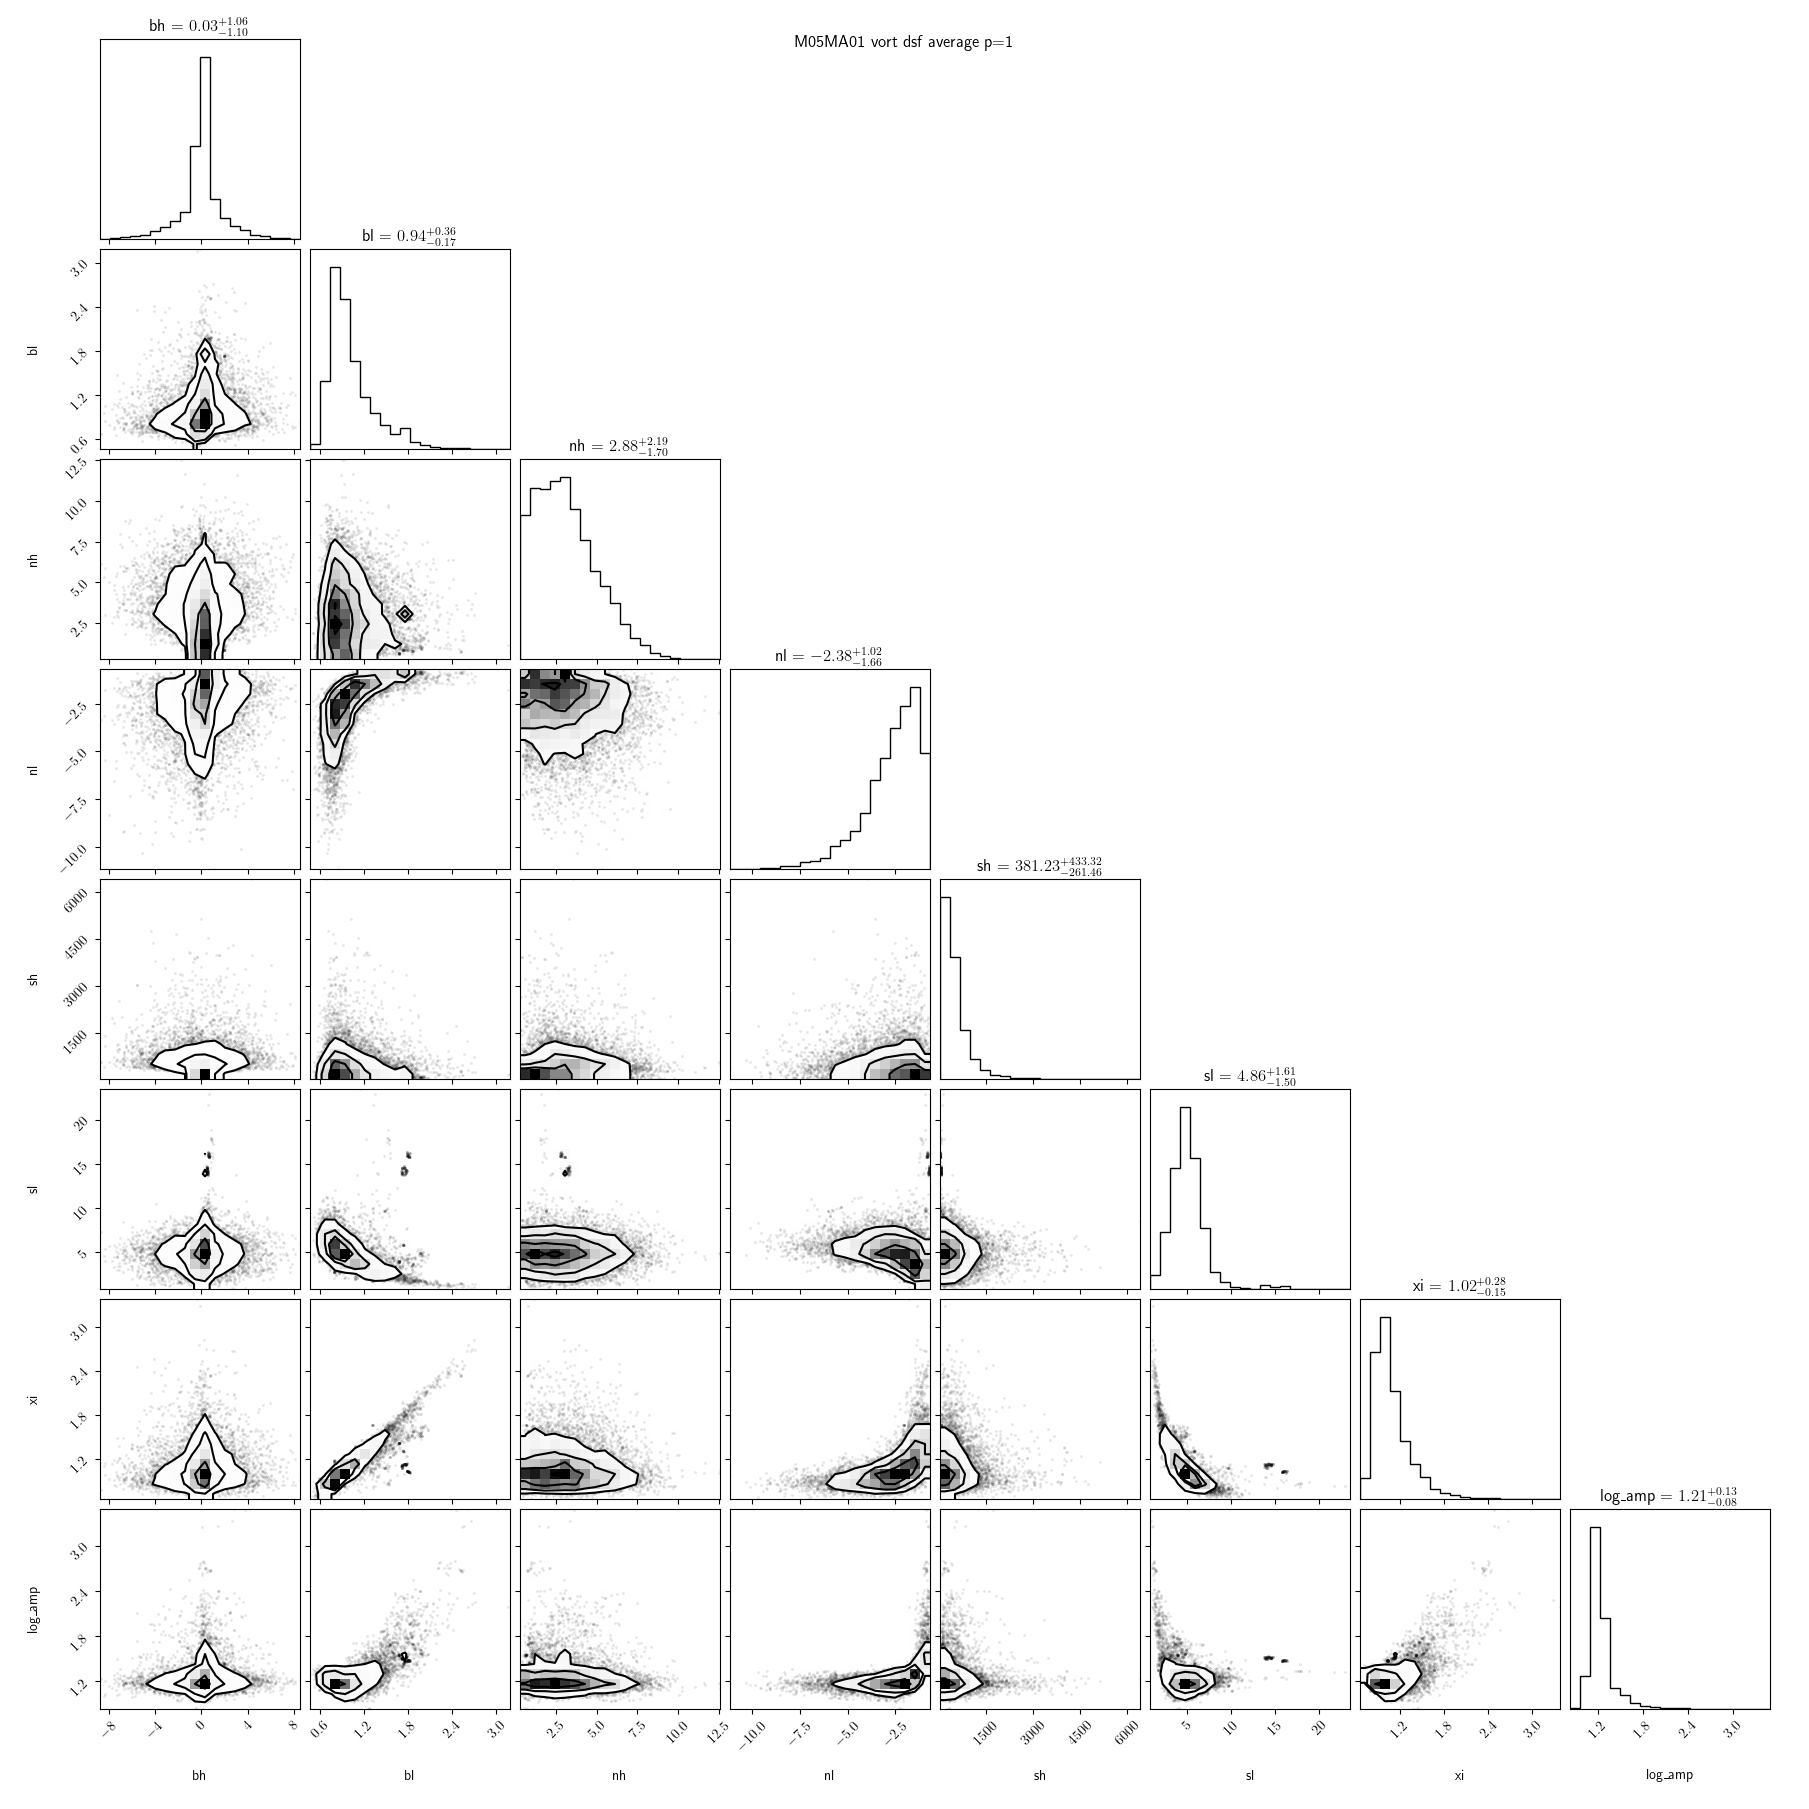 M05MA01 vort dsf average p=1
bh = 0.03^{+1.06}_{-1.10}
bl = 0.94^{+0.36}_{-0.17}
bl
3.0
2.4
1.8
1.2
0.6
nh = 2.88^{+2.19}_{-1.70}
nh
12.5
10.0
7.5
5.0
2.5
nl = −2.38^{+1.02}_{-1.66}
nl
−2.5
−5.0
−7.5
−10.0
sh = 381.23^{+433.32}_{-261.46}
sh
6000
4500
3000
1500
sl = 4.86^{+1.61}_{-1.50}
sl
20
15
10
5
xi = 1.02^{+0.28}_{-0.15}
xi
3.0
2.4
1.8
1.2
log_amp = 1.21^{+0.13}_{-0.08}
log_amp
3.0
2.4
1.8
1.2
−8 −4 0 4 8
0.6 1.2 1.8 2.4 3.0
2.5 5.0 7.5 10.0 12.5
−10.0 −7.5 −5.0 −2.5
1500 3000 4500 6000
5 10 15 20
1.2 1.8 2.4 3.0
1.2 1.8 2.4 3.0
bh bl nh nl sh sl xi log_amp